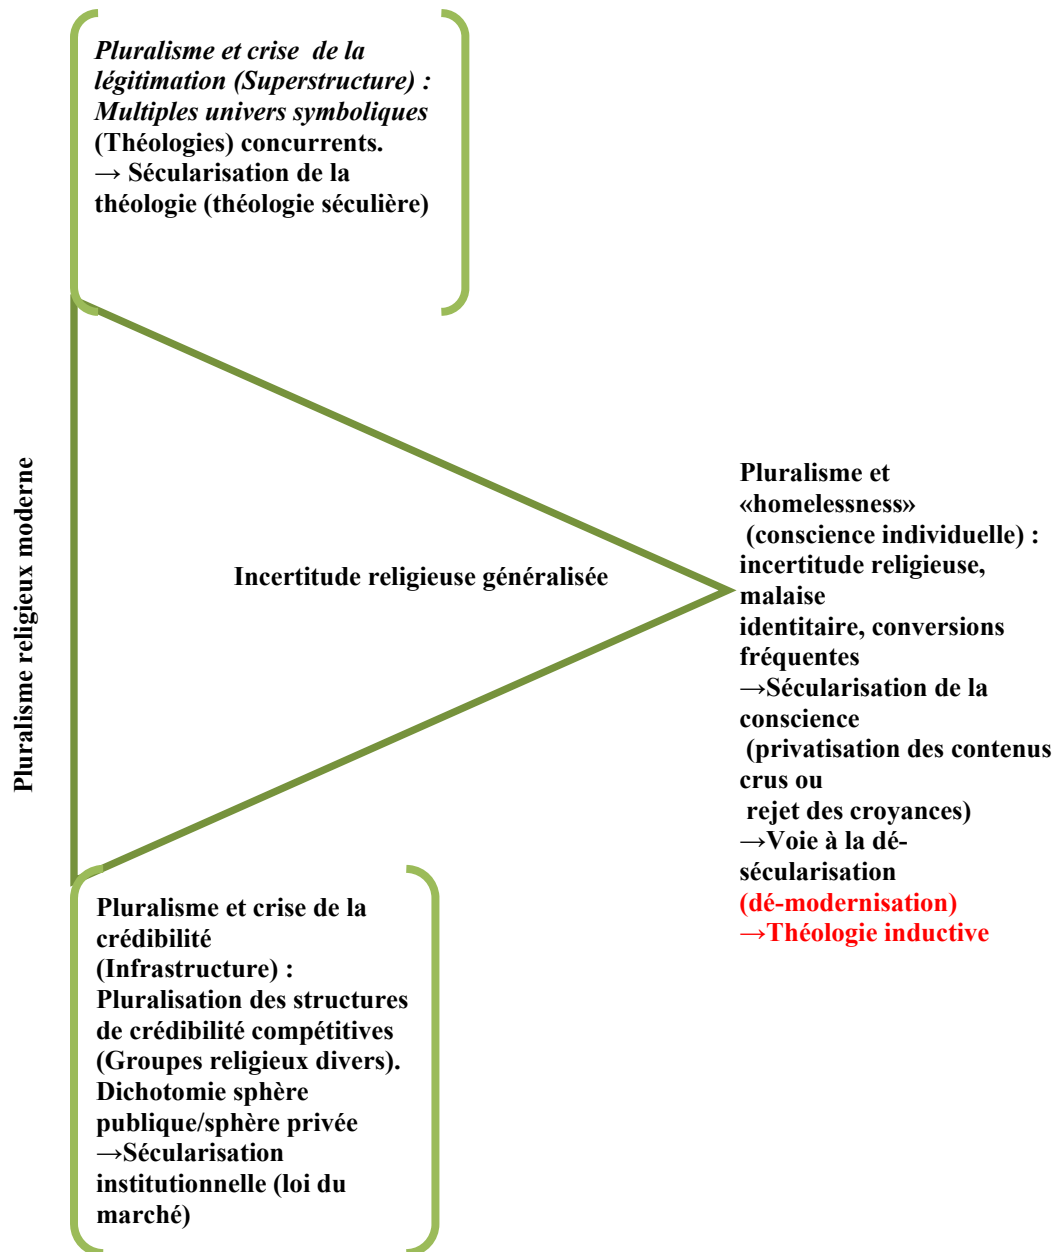 Pluralisme et crise de la
légitimation (Superstructure) :
Multiples univers symboliques
(Théologies) concurrents.
→ Sécularisation de la
théologie (théologie séculière)
Pluralisme religieux moderne
Incertitude religieuse généralisée
Pluralisme et
«homelessness»
(conscience individuelle) :
incertitude religieuse,
malaise
identitaire, conversions
fréquentes
→Sécularisation de la
conscience
(privatisation des contenus
crus ou
rejet des croyances)
→Voie à la dé-
sécularisation
(dé-modernisation)
→Théologie inductive
Pluralisme et crise de la
crédibilité
(Infrastructure) :
Pluralisation des structures
de crédibilité compétitives
(Groupes religieux divers).
Dichotomie sphère
publique/sphère privée
→Sécularisation
institutionnelle (loi du
marché)